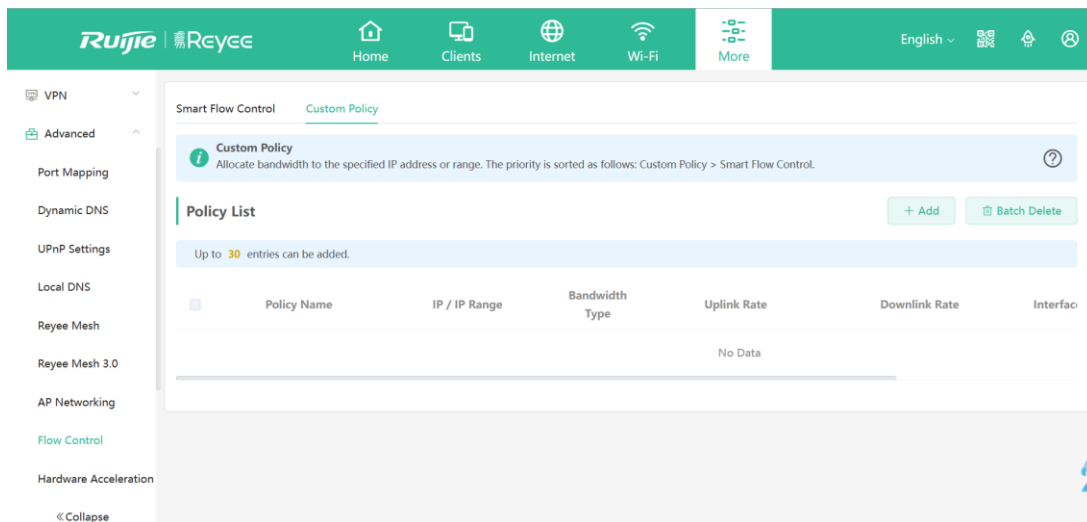 Ruijie Reyee
Home Clients Internet Wi-Fi More English
VPN
Advanced
Port Mapping
Dynamic DNS
UPnP Settings
Local DNS
Reyee Mesh
Reyee Mesh 3.0
AP Networking
Flow Control
Hardware Acceleration
≪Collapse
Smart Flow Control Custom Policy
Custom Policy
Allocate bandwidth to the specified IP address or range. The priority is sorted as follows: Custom Policy > Smart Flow Control.
Policy List
+ Add Batch Delete
Up to 30 entries can be added.
Policy Name IP / IP Range Bandwidth Type Uplink Rate Downlink Rate Interfac
No Data